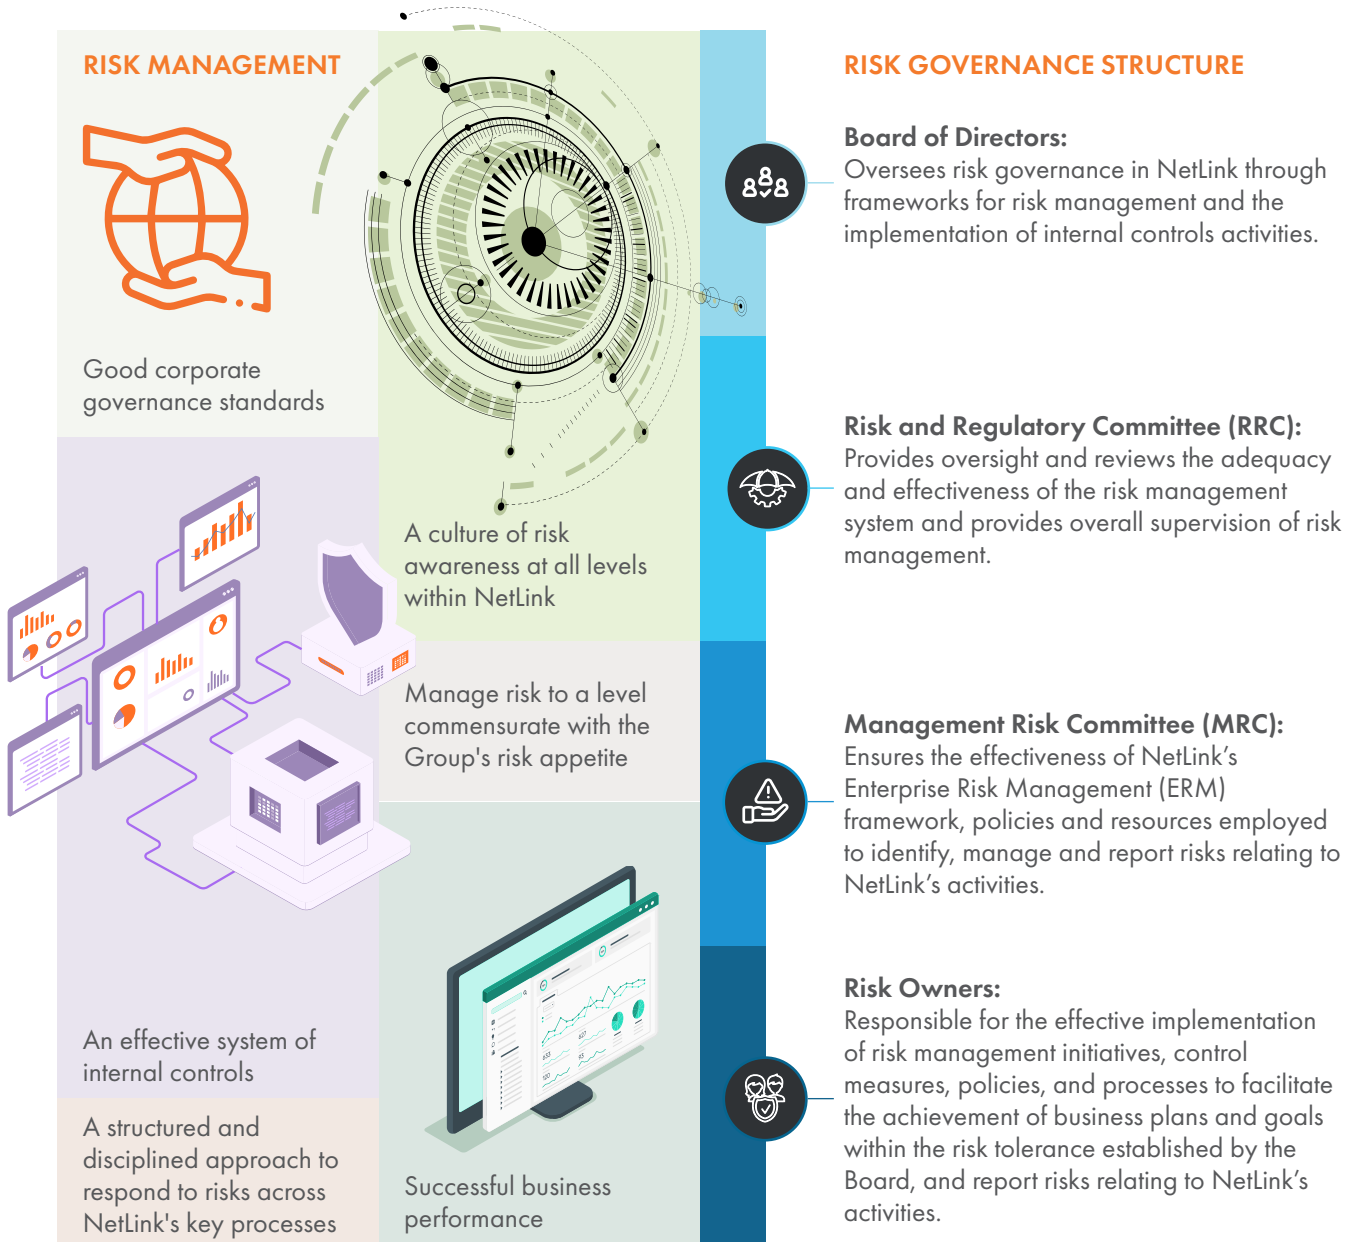 RISK MANAGEMENT
Good corporate
governance standards
An effective system of
internal controls
A structured and
disciplined approach to
respond to risks across
NetLink's key processes
A culture of risk
awareness at all levels
within NetLink
Manage risk to a level
commensurate with the
Group's risk appetite
Successful business
performance
RISK GOVERNANCE STRUCTURE
Board of Directors:
Oversees risk governance in NetLink through
frameworks for risk management and the
implementation of internal controls activities.
Risk and Regulatory Committee (RRC):
Provides oversight and reviews the adequacy
and effectiveness of the risk management
system and provides overall supervision of risk
management.
Management Risk Committee (MRC):
Ensures the effectiveness of NetLink’s
Enterprise Risk Management (ERM)
framework, policies and resources employed
to identify, manage and report risks relating to
NetLink’s activities.
Risk Owners:
Responsible for the effective implementation
of risk management initiatives, control
measures, policies, and processes to facilitate
the achievement of business plans and goals
within the risk tolerance established by the
Board, and report risks relating to NetLink’s
activities.